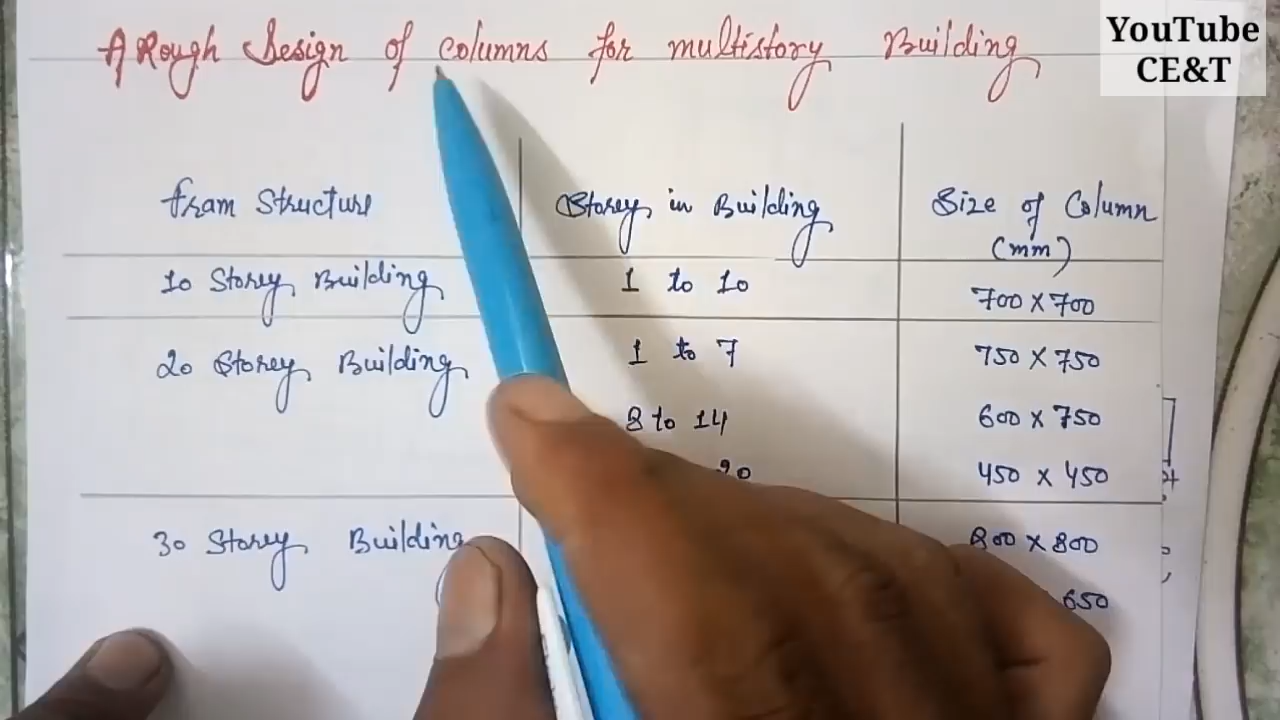 YouTube
CE&T
A Rough Design of columns for multistory Building
fram Structure Storey in Building Size of Column
(mm)
10 Storey Building 1 to 10 700 x 700
20 Storey Building 1 to 7 750 x 750
8 to 14 600 x 750
20 450 x 450
30 Storey Building 800 x 800
650